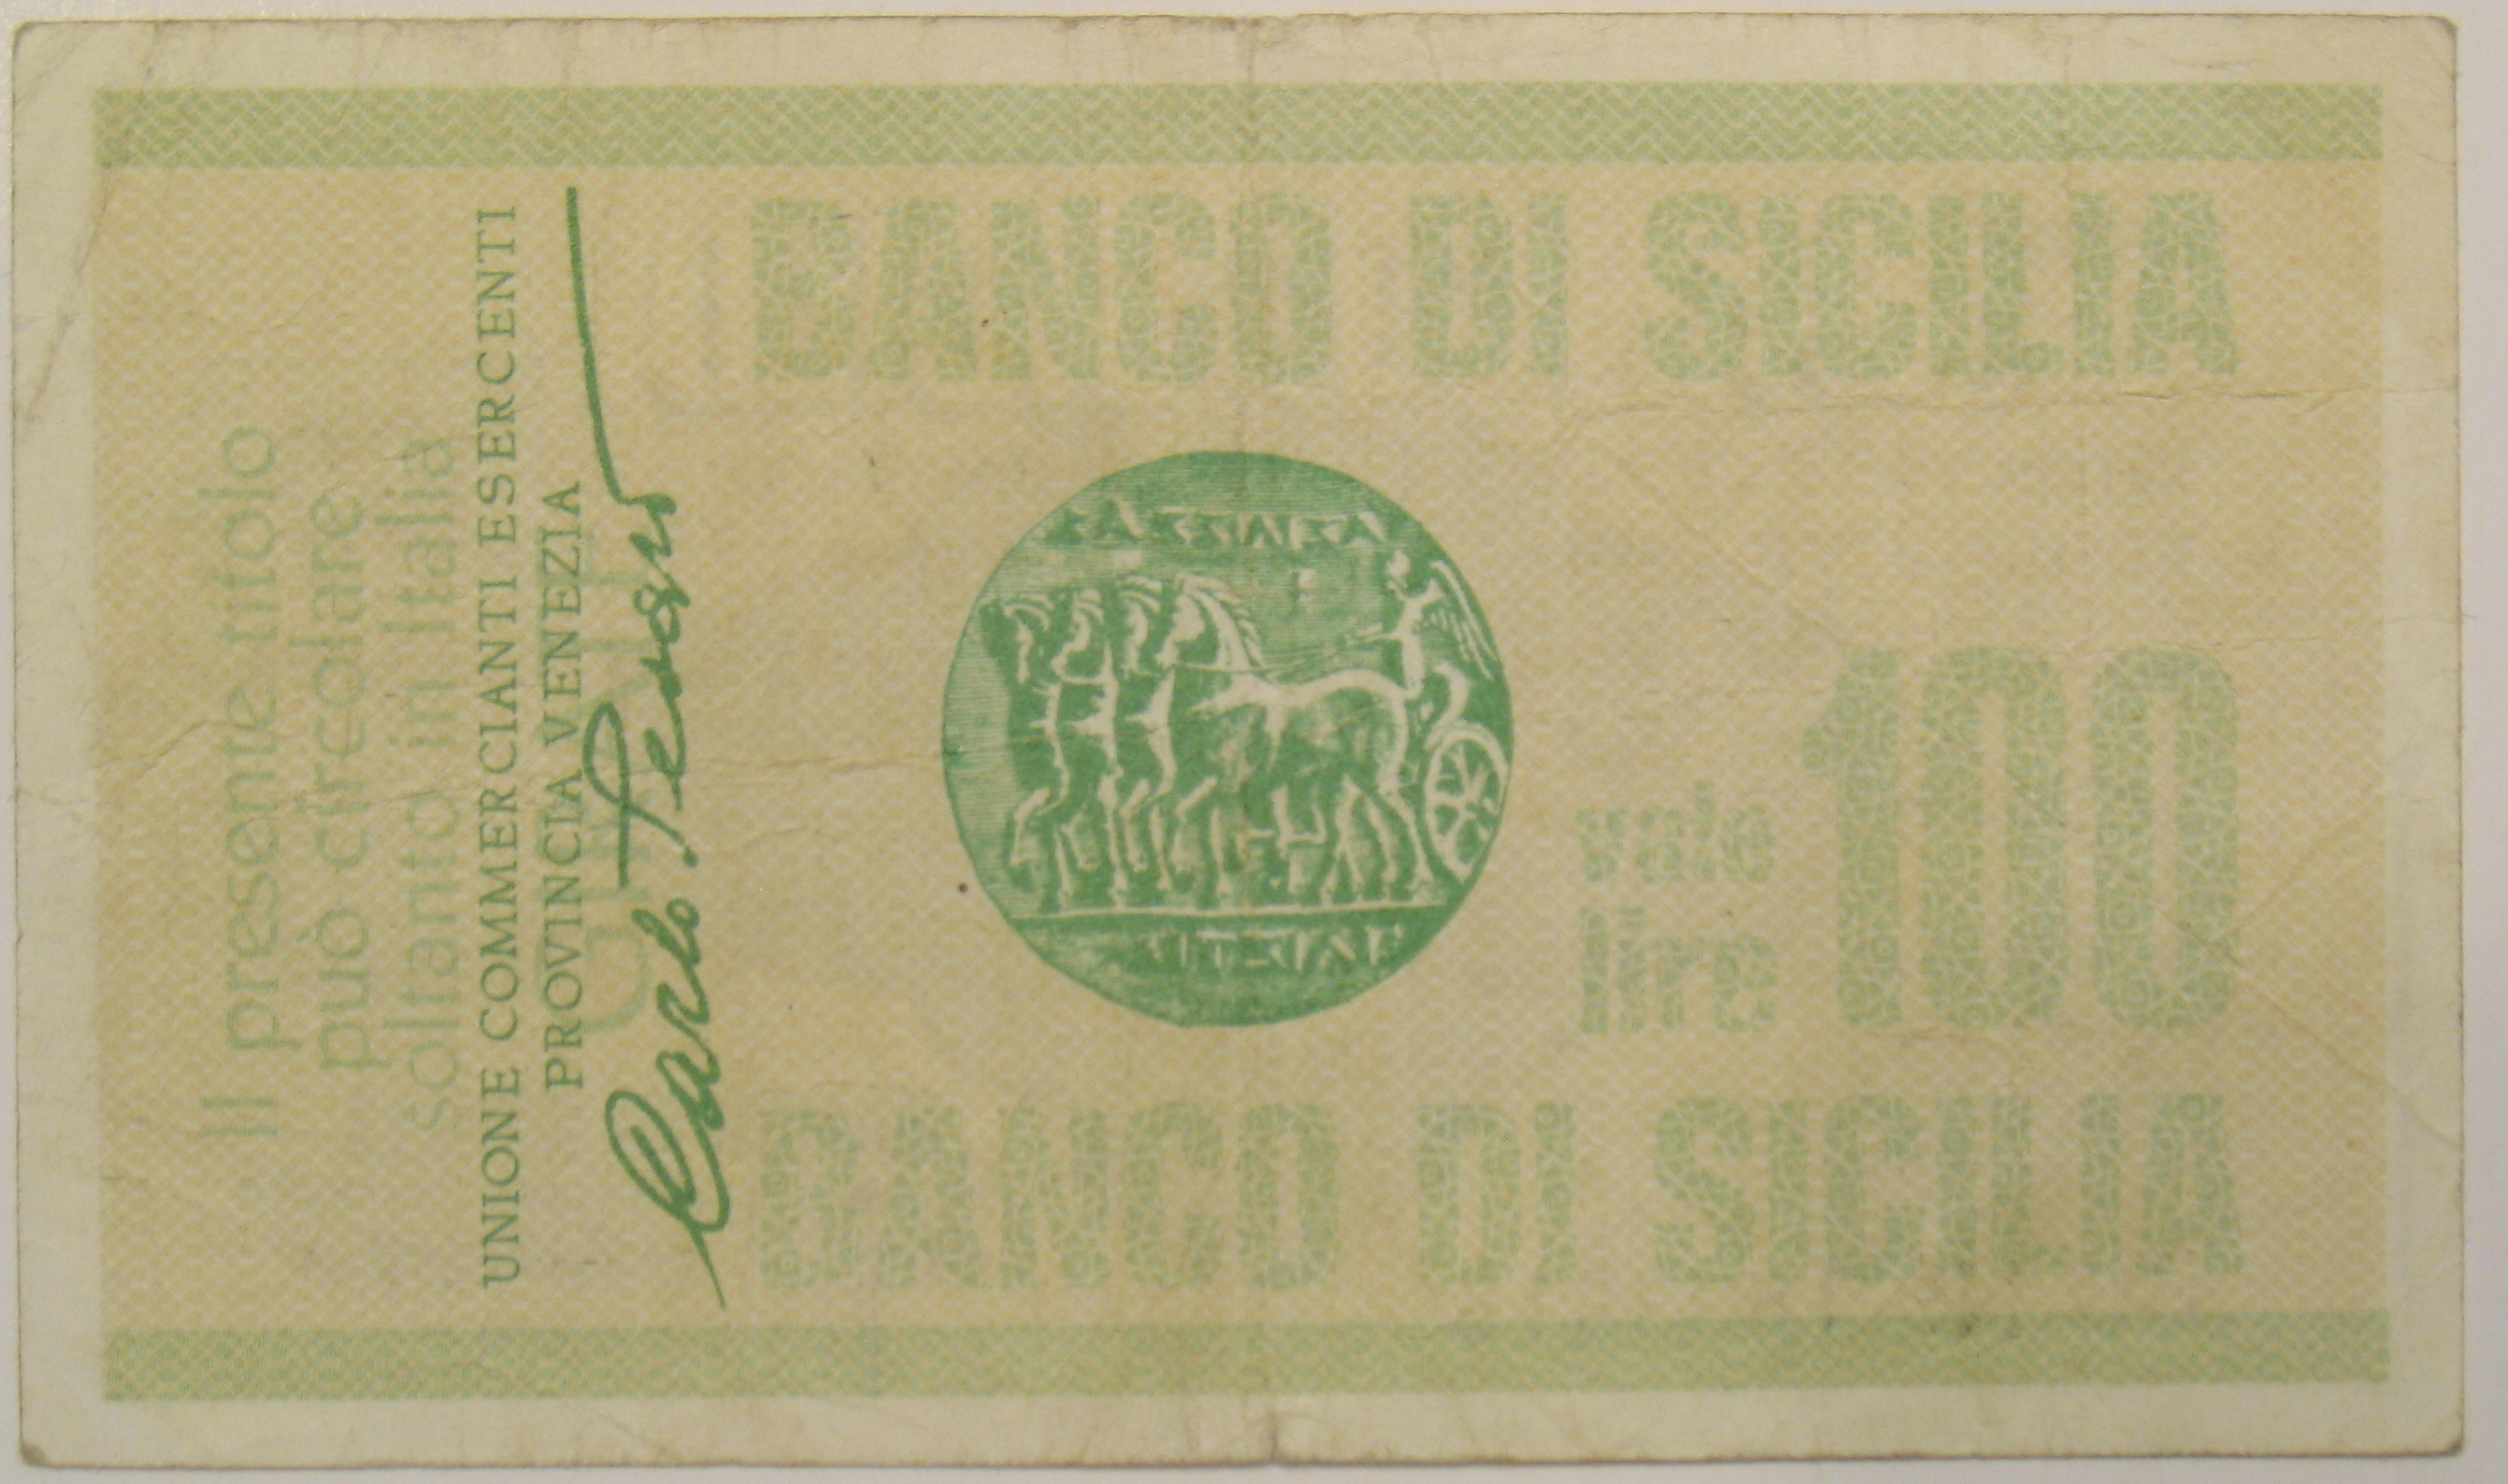 BANCO DI SICILIA
vale
lire
100
BANCO DI SICILIA
Il presente titolo
può circolare
soltanto in Italia
UNIONE COMMERCIANTI ESERCENTI
PROVINCIA VENEZIA
Carlo